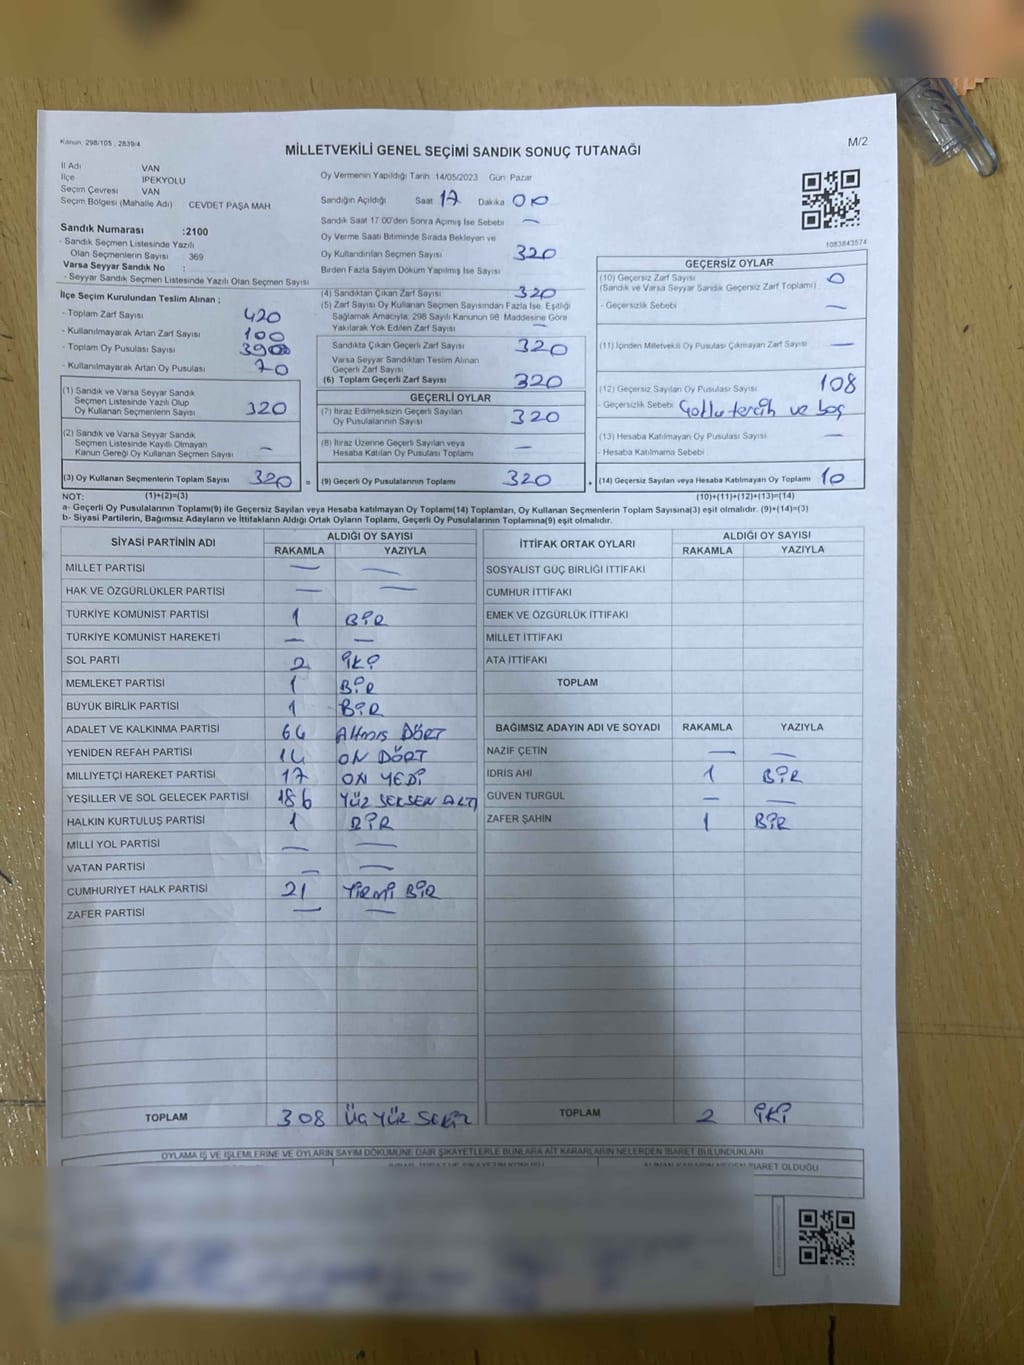 Kanun: 298/105, 2839/4
M/2
MİLLETVEKİLİ GENEL SEÇİMİ SANDIK SONUÇ TUTANAĞI
İl Adı VAN
İlçe İPEKYOLU
Seçim Çevresi VAN
Seçim Bölgesi (Mahalle Adı) CEVDET PAŞA MAH.
Sandık Numarası :2100
- Sandık Seçmen Listesinde Yazılı
Olan Seçmenlerin Sayısı : 369
Varsa Seyyar Sandık No :
- Seyyar Sandık Seçmen Listesinde Yazılı Olan Seçmen Sayısı
Oy Vermenin Yapıldığı Tarih 14/05/2023 Gün Pazar
Sandığın Açıldığı Saat 17 Dakika 00
Sandık Saat 17.00'den Sonra Açılmış İse Sebebi —
Oy Verme Saati Bitiminde Sırada Bekleyen ve
Oy Kullandırılan Seçmen Sayısı 320
Birden Fazla Sayım Döküm Yapılmış İse Sayısı
1083843574
İlçe Seçim Kurulundan Teslim Alınan ;
- Toplam Zarf Sayısı 420
- Kullanılmayarak Artan Zarf Sayısı 100
- Toplam Oy Pusulası Sayısı
- Kullanılmayarak Artan Oy Pusulası 70
(1) Sandık ve Varsa Seyyar Sandık
Seçmen Listesinde Yazılı Olup
Oy Kullanan Seçmenlerin Sayısı 320
(2) Sandık ve Varsa Seyyar Sandık
Seçmen Listesinde Kayıtlı Olmayan
Kanun Gereği Oy Kullanan Seçmen Sayısı —
(3) Oy Kullanan Seçmenlerin Toplam Sayısı 320 =
(4) Sandıktan Çıkan Zarf Sayısı 320
(5) Zarf Sayısı Oy Kullanan Seçmen Sayısından Fazla İse, Eşitliği
Sağlamak Amacıyla, 298 Sayılı Kanunun 98. Maddesine Göre
Yakılarak Yok Edilen Zarf Sayısı —
Sandıkta Çıkan Geçerli Zarf Sayısı 320
Varsa Seyyar Sandıktan Teslim Alınan
Geçerli Zarf Sayısı
(6) Toplam Geçerli Zarf Sayısı 320
GEÇERLİ OYLAR
(7) İtiraz Edilmeksizin Geçerli Sayılan
Oy Pusulalarının Sayısı 320
(8) İtiraz Üzerine Geçerli Sayılan veya
Hesaba Katılan Oy Pusulası Toplamı —
(9) Geçerli Oy Pusulalarının Toplamı 320 +
GEÇERSİZ OYLAR
(10) Geçersiz Zarf Sayısı 0
(Sandık ve Varsa Seyyar Sandık Geçersiz Zarf Toplamı)
- Geçersizlik Sebebi —
(11) İçinden Milletvekili Oy Pusulası Çıkmayan Zarf Sayısı —
(12) Geçersiz Sayılan Oy Pusulası Sayısı 108
- Geçersizlik Sebebi Çoklu tercih ve boş
(13) Hesaba Katılmayan Oy Pusulası Sayısı —
- Hesaba Katılmama Sebebi
(14) Geçersiz Sayılan veya Hesaba Katılmayan Oy Toplamı 10
NOT: (1)+(2)=(3) (10)+(11)+(12)+(13)=(14)
a- Geçerli Oy Pusulalarının Toplamı(9) ile Geçersiz Sayılan veya Hesaba katılmayan Oy Toplamı(14) Toplamları, Oy Kullanan Seçmenlerin Toplam Sayısına(3) eşit olmalıdır. (9)+(14)=(3)
b- Siyasi Partilerin, Bağımsız Adayların ve İttifakların Aldığı Ortak Oyların Toplamı, Geçerli Oy Pusulalarının Toplamına(9) eşit olmalıdır.
SİYASİ PARTİNİN ADI ALDIĞI OY SAYISI
RAKAMLA YAZIYLA
MİLLET PARTİSİ — —
HAK VE ÖZGÜRLÜKLER PARTİSİ — —
TÜRKİYE KOMÜNİST PARTİSİ 1 BİR
TÜRKİYE KOMÜNİST HAREKETİ — —
SOL PARTİ 2 İKİ
MEMLEKET PARTİSİ 1 BİR
BÜYÜK BİRLİK PARTİSİ 1 BİR
ADALET VE KALKINMA PARTİSİ 64 Altmış DÖRT
YENİDEN REFAH PARTİSİ 14 ON DÖRT
MİLLİYETÇİ HAREKET PARTİSİ 17 ON YEDİ
YEŞİLLER VE SOL GELECEK PARTİSİ 186 YÜZ SEKSEN ALTI
HALKIN KURTULUŞ PARTİSİ 1 BİR
MİLLİ YOL PARTİSİ — —
VATAN PARTİSİ — —
CUMHURİYET HALK PARTİSİ 21 YİRMİ BİR
ZAFER PARTİSİ — —
TOPLAM 308 ÜÇ YÜZ SEKİZ
İTTİFAK ORTAK OYLARI ALDIĞI OY SAYISI
RAKAMLA YAZIYLA
SOSYALİST GÜÇ BİRLİĞİ İTTİFAKI
CUMHUR İTTİFAKI
EMEK VE ÖZGÜRLÜK İTTİFAKI
MİLLET İTTİFAKI
ATA İTTİFAKI
TOPLAM
BAĞIMSIZ ADAYIN ADI VE SOYADI RAKAMLA YAZIYLA
NAZİF ÇETİN — —
İDRİS AHİ 1 BİR
GÜVEN TURGUL — —
ZAFER ŞAHİN 1 BİR
TOPLAM 2 İKİ
OYLAMA İŞ VE İŞLEMLERİNE VE OYLARIN SAYIM DÖKÜMÜNE DAİR ŞİKAYETLERLE BUNLARA AİT KARARLARIN NELERDEN İBARET BULUNDUKLARI